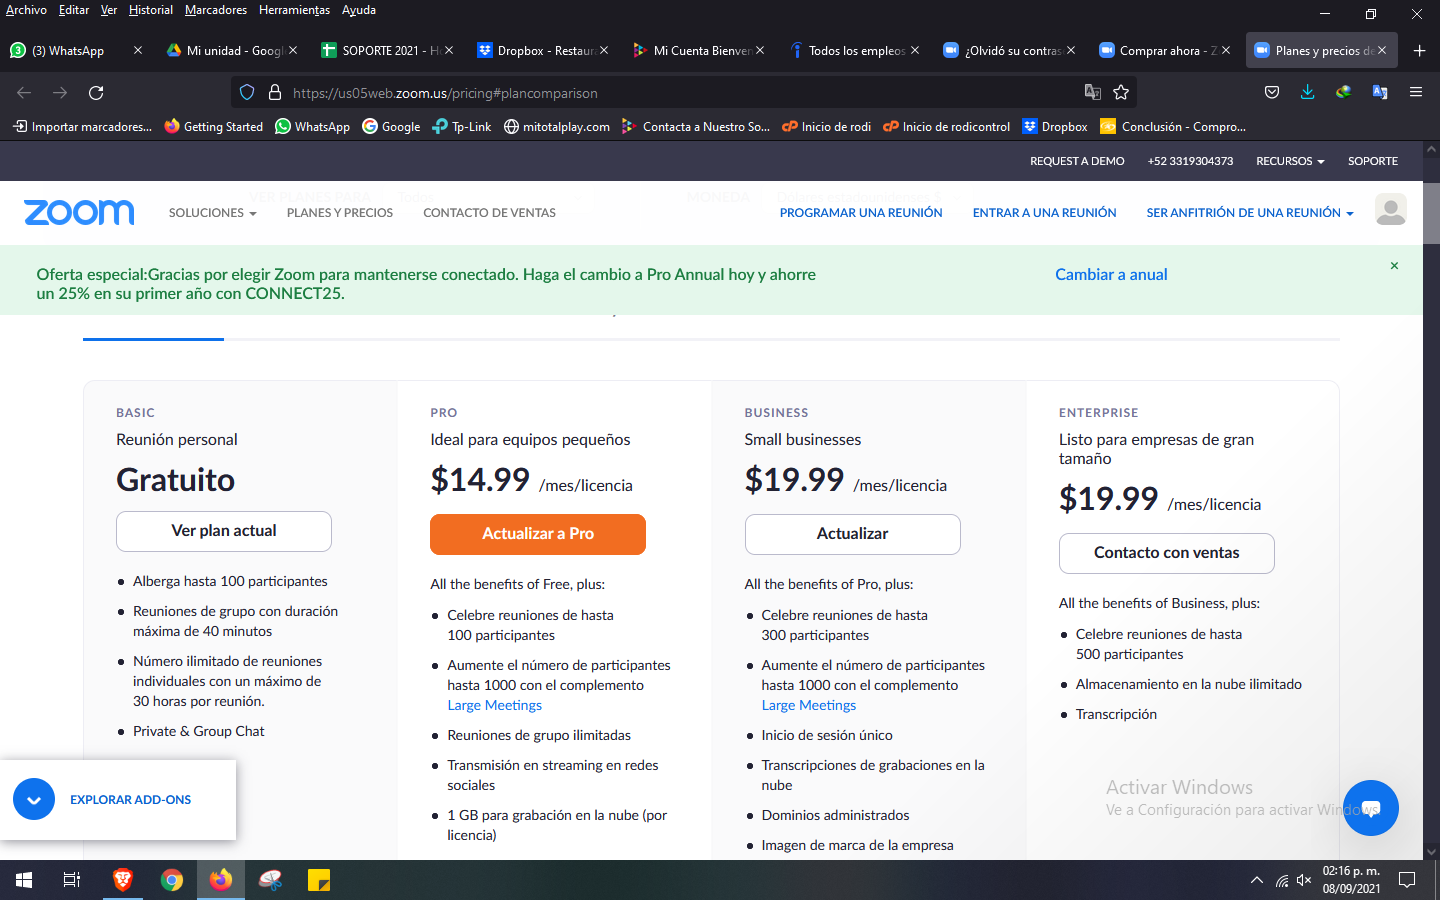 Archivo Editar Ver Historial Marcadores Herramientas Ayuda
3 (3) WhatsApp
Mi unidad - Googl
SOPORTE 2021 - Ho
Dropbox - Restaur
Mi Cuenta Bienven
Todos los empleos
¿Olvidó su contras
Comprar ahora - Z
Planes y precios de
https://us05web.zoom.us/pricing#plancomparison
Importar marcadores... Getting Started WhatsApp Google Tp-Link mitotalplay.com Contacta a Nuestro So... Inicio de rodi Inicio de rodicontrol Dropbox Conclusión - Compro...
REQUEST A DEMO +52 3319304373 RECURSOS SOPORTE
VER PLANES PARA Todos MONEDA Dólares estadounidenses $
zoom SOLUCIONES PLANES Y PRECIOS CONTACTO DE VENTAS PROGRAMAR UNA REUNIÓN ENTRAR A UNA REUNIÓN SER ANFITRIÓN DE UNA REUNIÓN
Oferta especial:Gracias por elegir Zoom para mantenerse conectado. Haga el cambio a Pro Annual hoy y ahorre
un 25% en su primer año con CONNECT25.
Cambiar a anual
BASIC
Reunión personal
Gratuito
Ver plan actual
Alberga hasta 100 participantes
Reuniones de grupo con duración
máxima de 40 minutos
Número ilimitado de reuniones
individuales con un máximo de
30 horas por reunión.
Private & Group Chat
PRO
Ideal para equipos pequeños
$14.99 /mes/licencia
Actualizar a Pro
All the benefits of Free, plus:
Celebre reuniones de hasta
100 participantes
Aumente el número de participantes
hasta 1000 con el complemento
Large Meetings
Reuniones de grupo ilimitadas
Transmisión en streaming en redes
sociales
1 GB para grabación en la nube (por
licencia)
BUSINESS
Small businesses
$19.99 /mes/licencia
Actualizar
All the benefits of Pro, plus:
Celebre reuniones de hasta
300 participantes
Aumente el número de participantes
hasta 1000 con el complemento
Large Meetings
Inicio de sesión único
Transcripciones de grabaciones en la
nube
Dominios administrados
Imagen de marca de la empresa
ENTERPRISE
Listo para empresas de gran
tamaño
$19.99 /mes/licencia
Contacto con ventas
All the benefits of Business, plus:
Celebre reuniones de hasta
500 participantes
Almacenamiento en la nube ilimitado
Transcripción
EXPLORAR ADD-ONS
Activar Windows
Ve a Configuración para activar Windows.
02:16 p. m.
08/09/2021